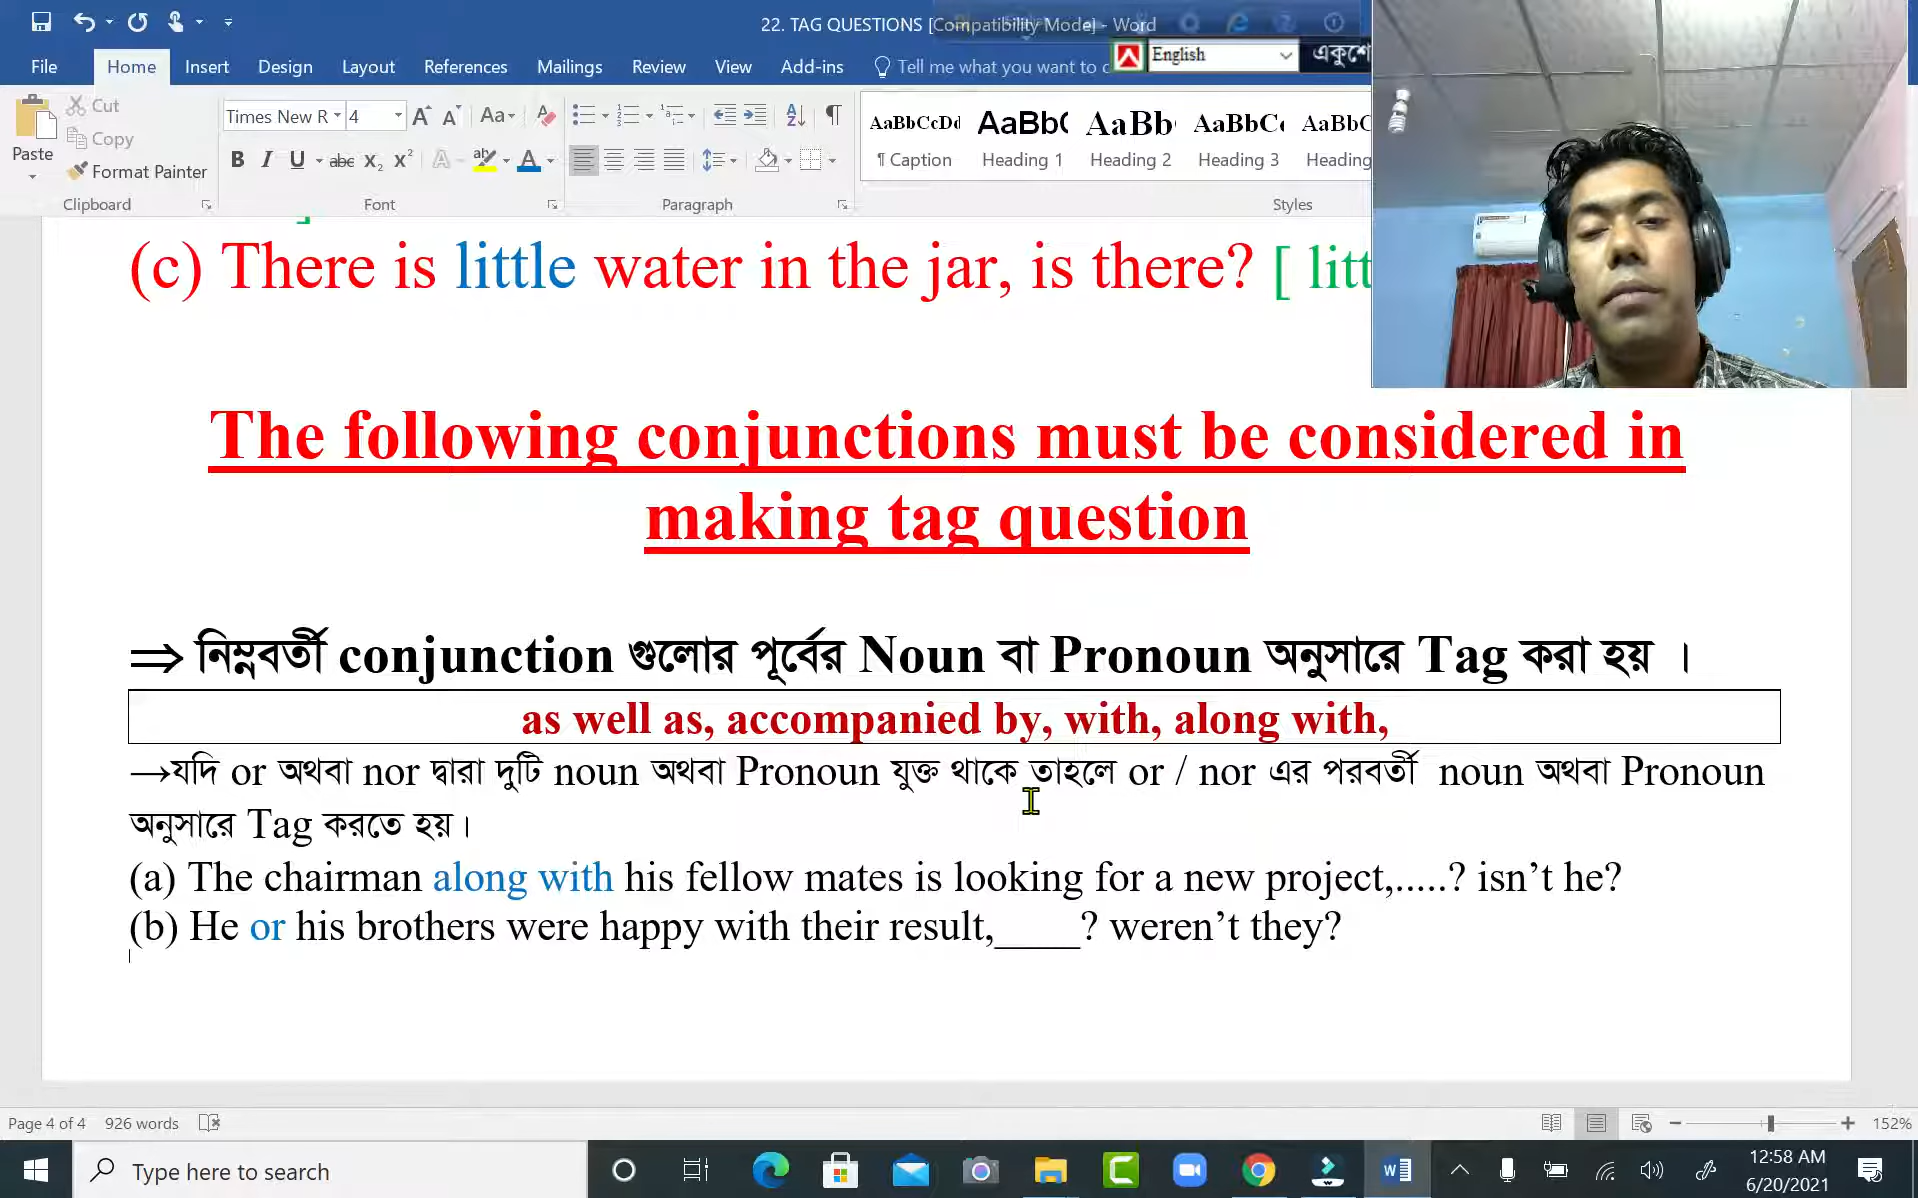 22. TAG QUESTIONS [Compatibility Mode] - Word
English
একুশে
File Home Insert Design Layout References Mailings Review View Add-ins Tell me what you want to
Cut
Copy
Format Painter
Paste
Times New R 4
AaBbCcDd AaBb( AaBb AaBbC AaBbC
¶ Caption Heading 1 Heading 2 Heading 3 Heading
Clipboard Font Paragraph Styles
(c) There is little water in the jar, is there? [ litt
The following conjunctions must be considered in
making tag question
⇒ নিম্নবর্তী conjunction গুলোর পূর্বের Noun বা Pronoun অনুসারে Tag করা হয় ।
as well as, accompanied by, with, along with,
→যদি or অথবা nor দ্বারা দুটি noun অথবা Pronoun যুক্ত থাকে তাহলে or / nor এর পরবর্তী noun অথবা Pronoun
অনুসারে Tag করতে হয়।
(a) The chairman along with his fellow mates is looking for a new project,.....? isn’t he?
(b) He or his brothers were happy with their result,____? weren’t they?
Page 4 of 4 926 words
152%
Type here to search
12:58 AM
6/20/2021